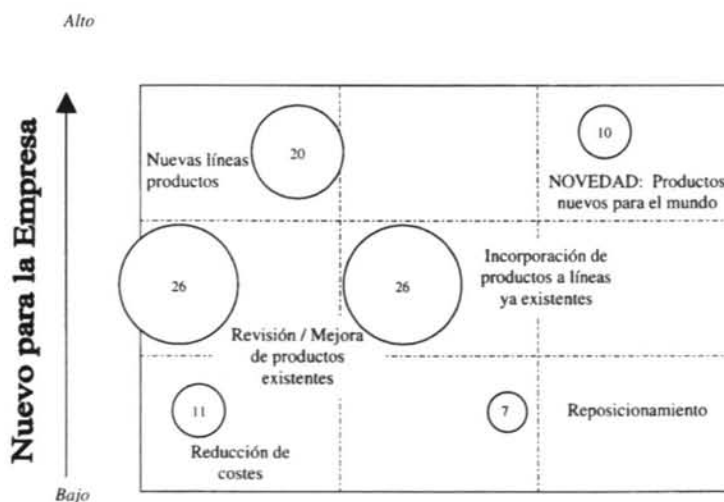 Alto
Nuevo para la Empresa
20
10
Nuevas líneas
productos
NOVEDAD: Productos
nuevos para el mundo
26
26
Incorporación de
productos a líneas
ya existentes
Revisión / Mejora
de productos
existentes
11
7
Reposicionamiento
Reducción de
costes
Bajo